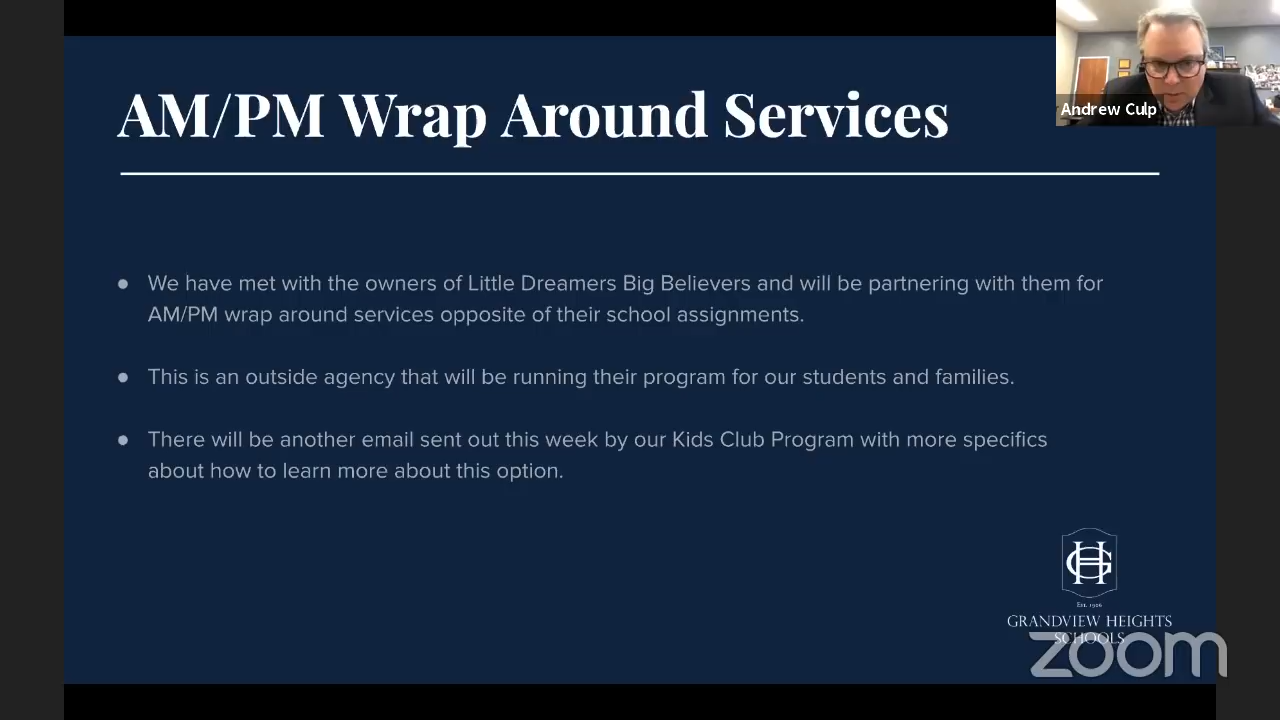 AM/PM Wrap Around Services
Andrew Culp
● We have met with the owners of Little Dreamers Big Believers and will be partnering with them for
AM/PM wrap around services opposite of their school assignments.
● This is an outside agency that will be running their program for our students and families.
● There will be another email sent out this week by our Kids Club Program with more specifics
about how to learn more about this option.
GH
Est. 1906
GRANDVIEW HEIGHTS
SCHOOLS
zoom